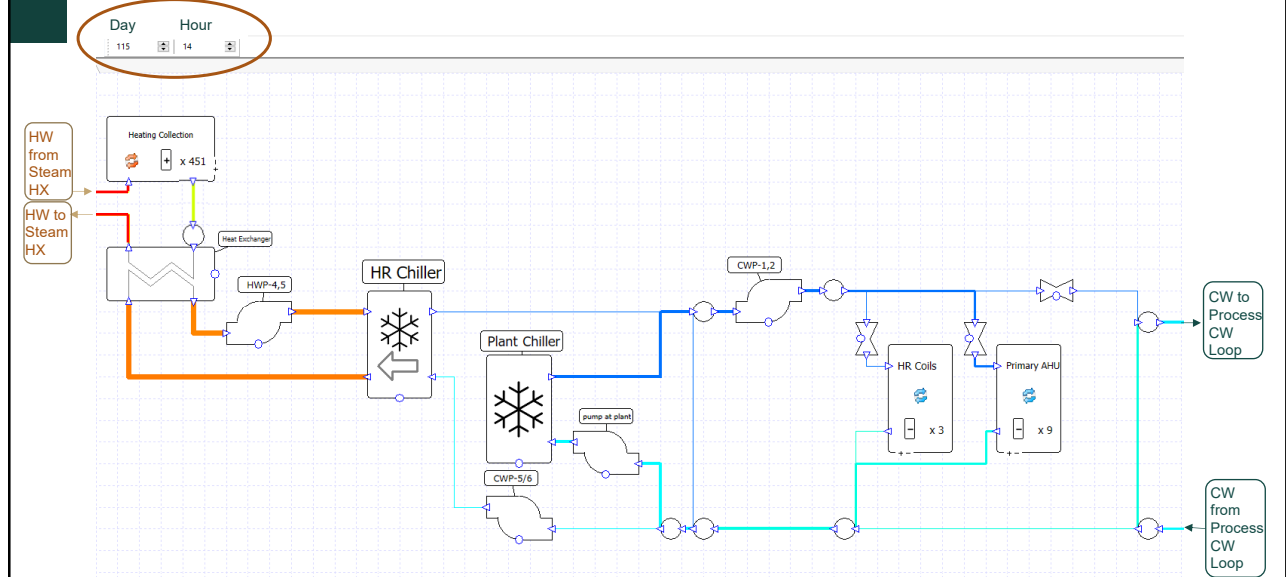 Day Hour
115 14
HW
from
Steam
HX
Heating Collection
+ x 451
+
HW to
Steam
HX
Heat Exchanger
HWP-4,5
HR Chiller
CWP-1,2
Plant Chiller
pump at plant
CWP-5/6
HR Coils
- x 3
+ -
Primary AHU
- x 9
+ -
CW to
Process
CW
Loop
CW
from
Process
CW
Loop